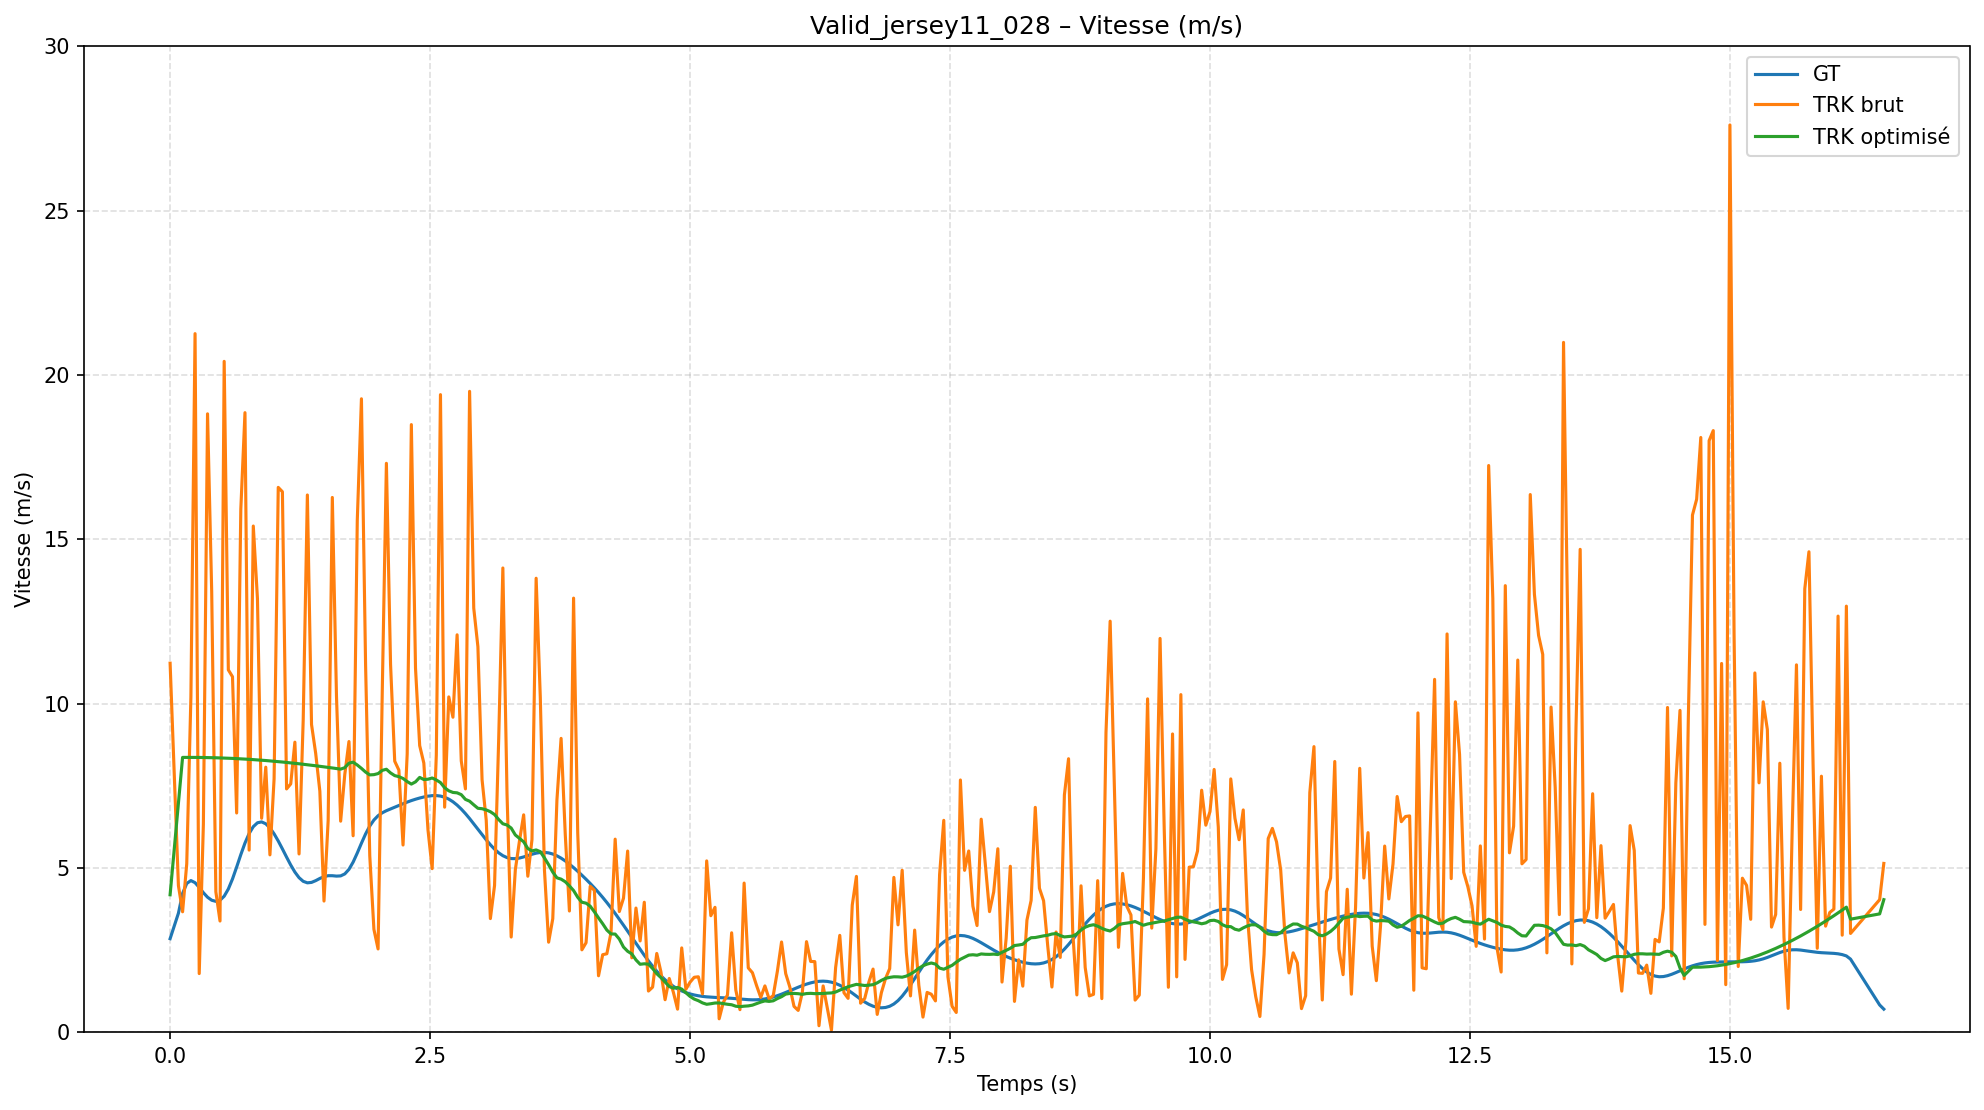 Valid_jersey11_028 – Vitesse (m/s)
30
25
20
15
10
5
0
Vitesse (m/s)
GT
TRK brut
TRK optimisé
0.0 2.5 5.0 7.5 10.0 12.5 15.0
Temps (s)